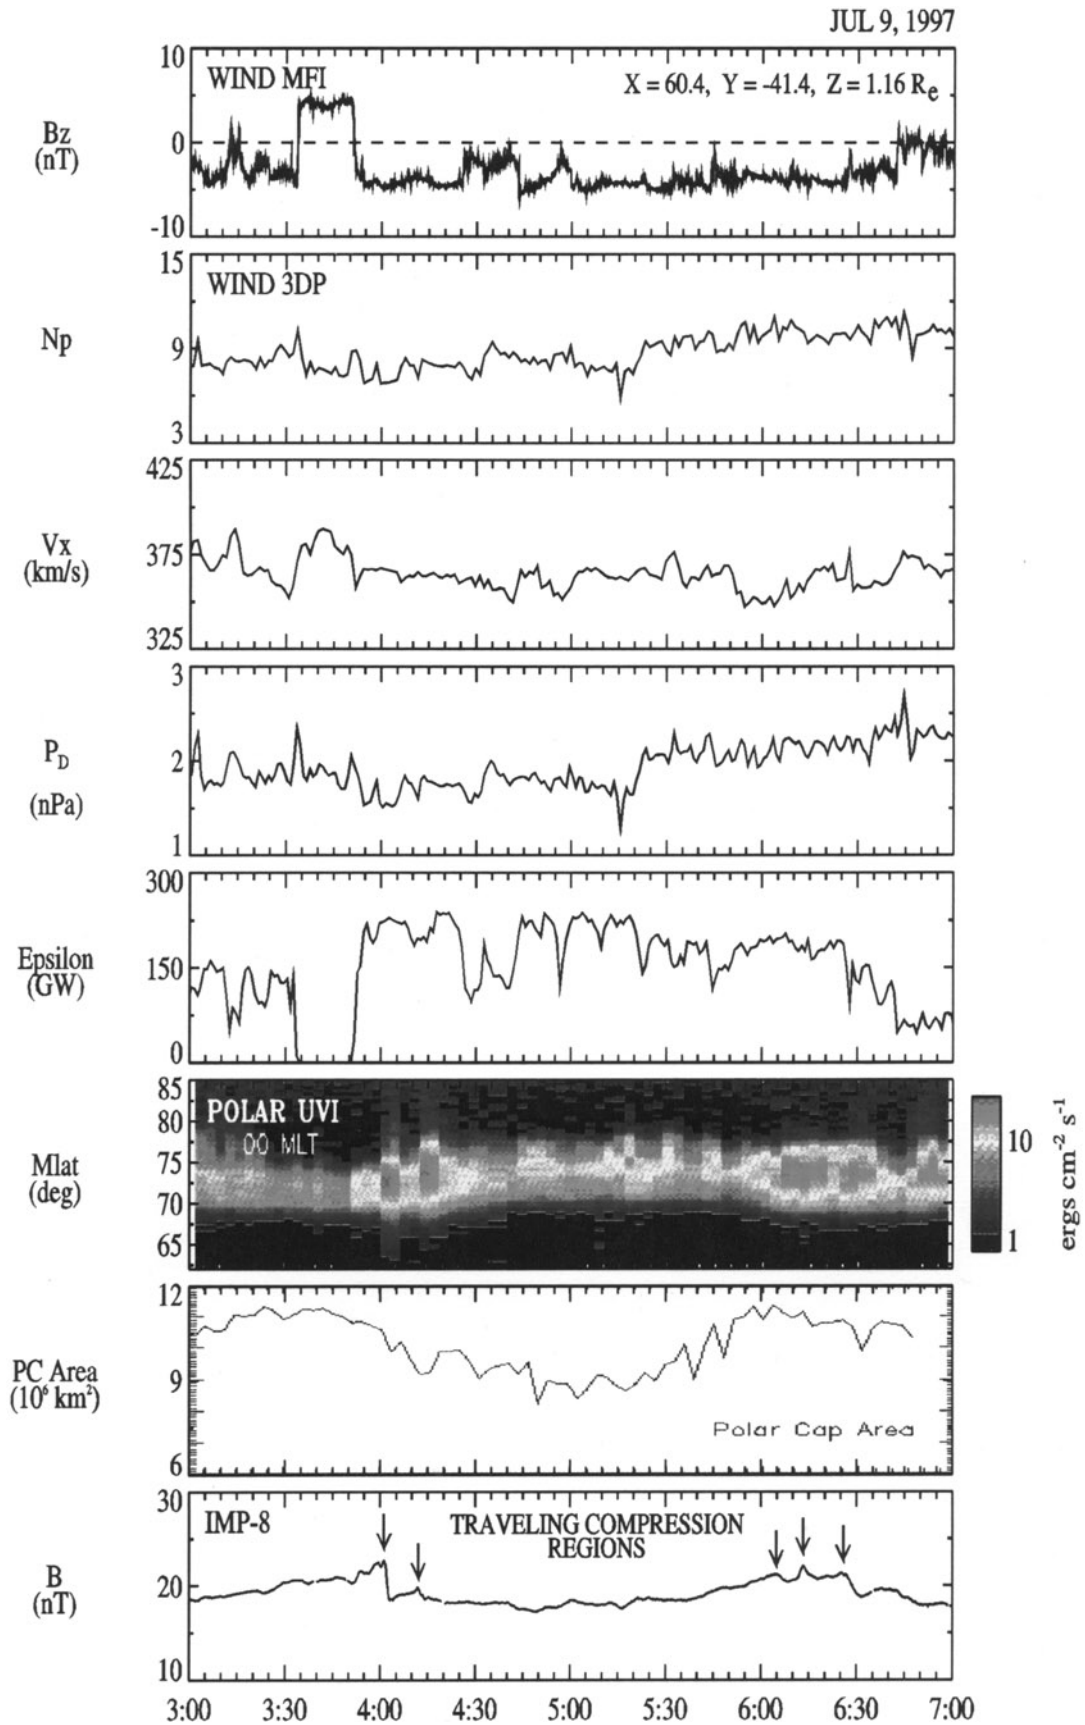 JUL 9, 1997
10
WIND MFI
X = 60.4, Y = -41.4, Z = 1.16 Re
Bz
(nT)
0
-10
15
WIND 3DP
Np
9
3
425
Vx
(km/s)
375
325
3
PD
(nPa)
2
1
300
Epsilon
(GW)
150
0
85
POLAR UVI
80
00 MLT
Mlat
(deg)
75
70
65
10
1
ergs cm-2 s-1
12
PC Area
(10⁶ km²)
9
Polar Cap Area
6
30
IMP-8
TRAVELING COMPRESSION
REGIONS
B
(nT)
20
10
3:00 3:30 4:00 4:30 5:00 5:30 6:00 6:30 7:00